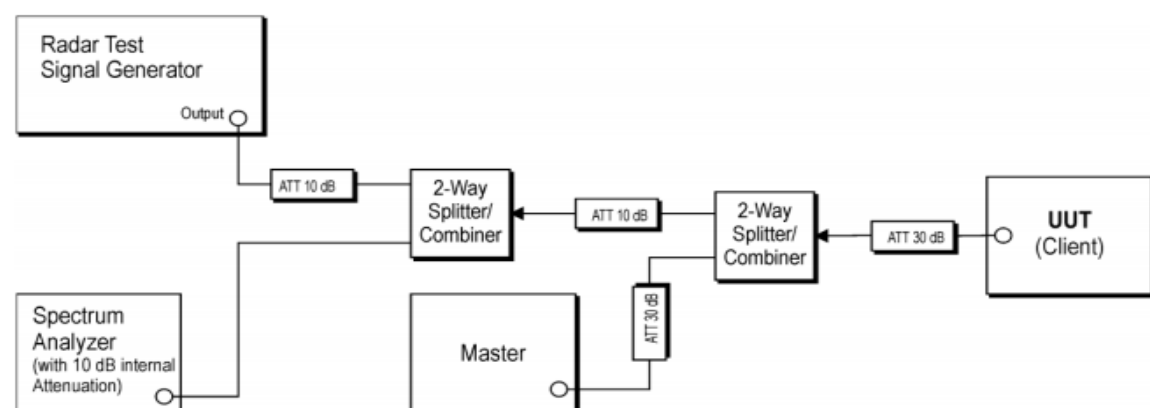 Radar Test
Signal Generator
Output
ATT 10 dB
2-Way
Splitter/
Combiner
ATT 10 dB
2-Way
Splitter/
Combiner
ATT 30 dB
UUT
(Client)
Spectrum
Analyzer
(with 10 dB internal
Attenuation)
Master
ATT 30 dB